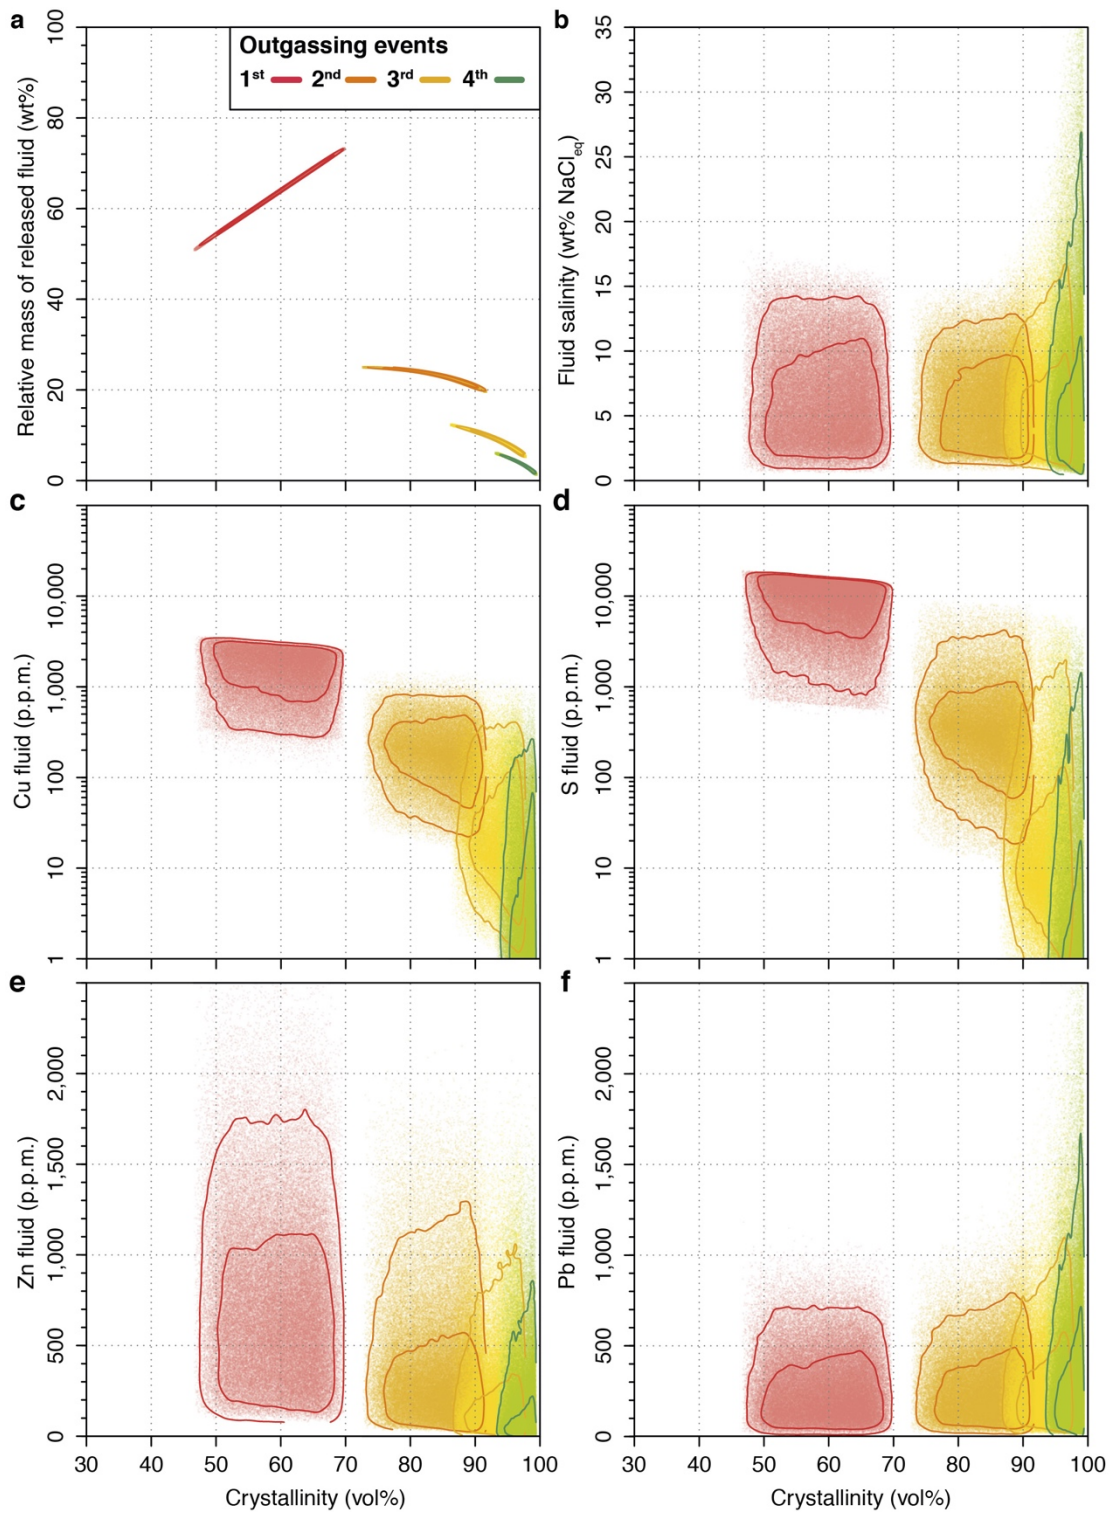 a
100
80
60
40
20
0
Relative mass of released fluid (wt%)
Outgassing events
1st 2nd 3rd 4th
b
35
30
25
20
15
10
5
0
Fluid salinity (wt% NaCleq)
c
10,000
1,000
100
10
1
Cu fluid (p.p.m.)
d
10,000
1,000
100
10
1
S fluid (p.p.m.)
e
2,000
1,500
1,000
500
0
Zn fluid (p.p.m.)
30 40 50 60 70 80 90 100
Crystallinity (vol%)
f
2,000
1,500
1,000
500
0
Pb fluid (p.p.m.)
30 40 50 60 70 80 90 100
Crystallinity (vol%)